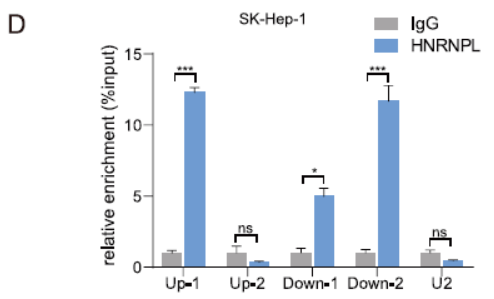 D
SK-Hep-1
IgG
HNRNPL
relative enrichment (%input)
15
10
5
0
***
ns
*
***
ns
Up-1 Up-2 Down-1 Down-2 U2